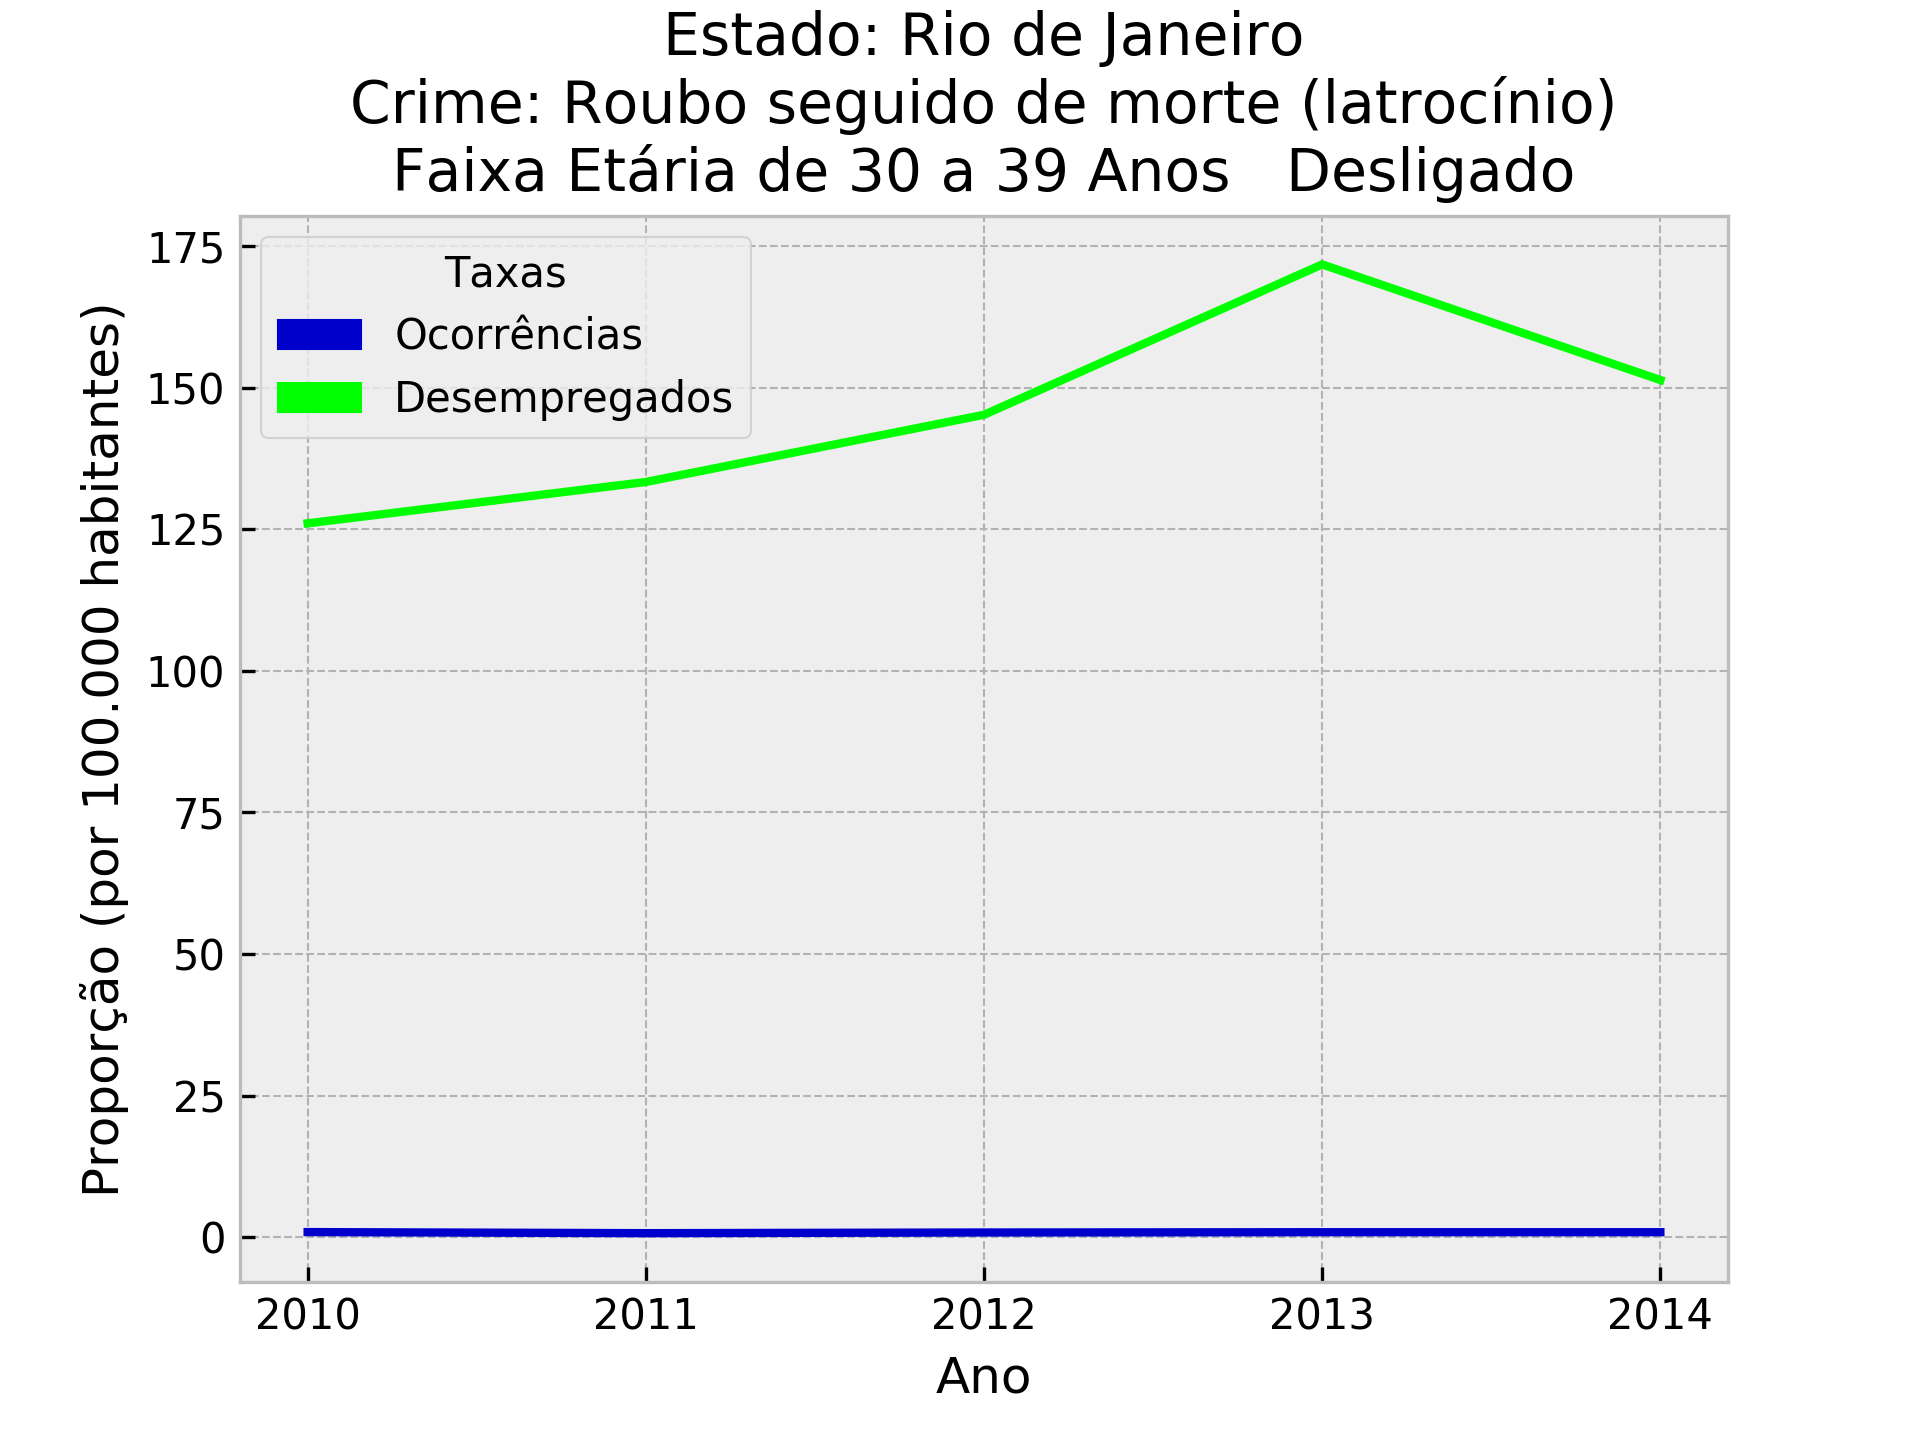 Estado: Rio de Janeiro
Crime: Roubo seguido de morte (latrocínio)
Faixa Etária de 30 a 39 Anos   Desligado
Taxas
Ocorrências
Desempregados
Proporção (por 100.000 habitantes)
175
150
125
100
75
50
25
0
2010 2011 2012 2013 2014
Ano